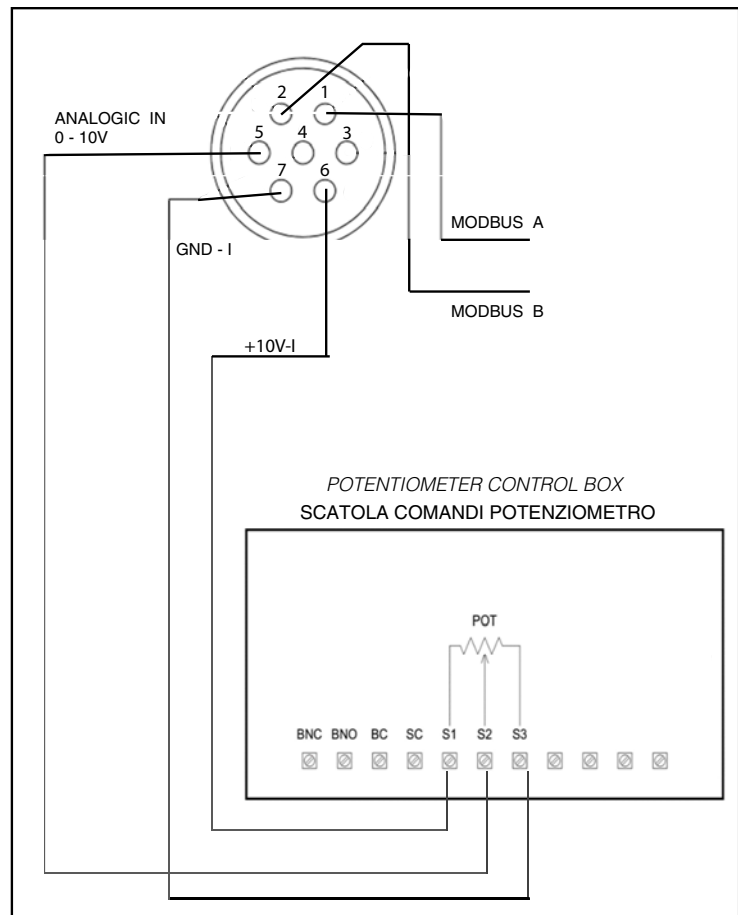 2 1
ANALOGIC IN
0 - 10V
5 4 3
7 6
MODBUS A
GND - I
MODBUS B
+10V-I
POTENTIOMETER CONTROL BOX
SCATOLA COMANDI POTENZIOMETRO
POT
BNC BNO BC SC S1 S2 S3